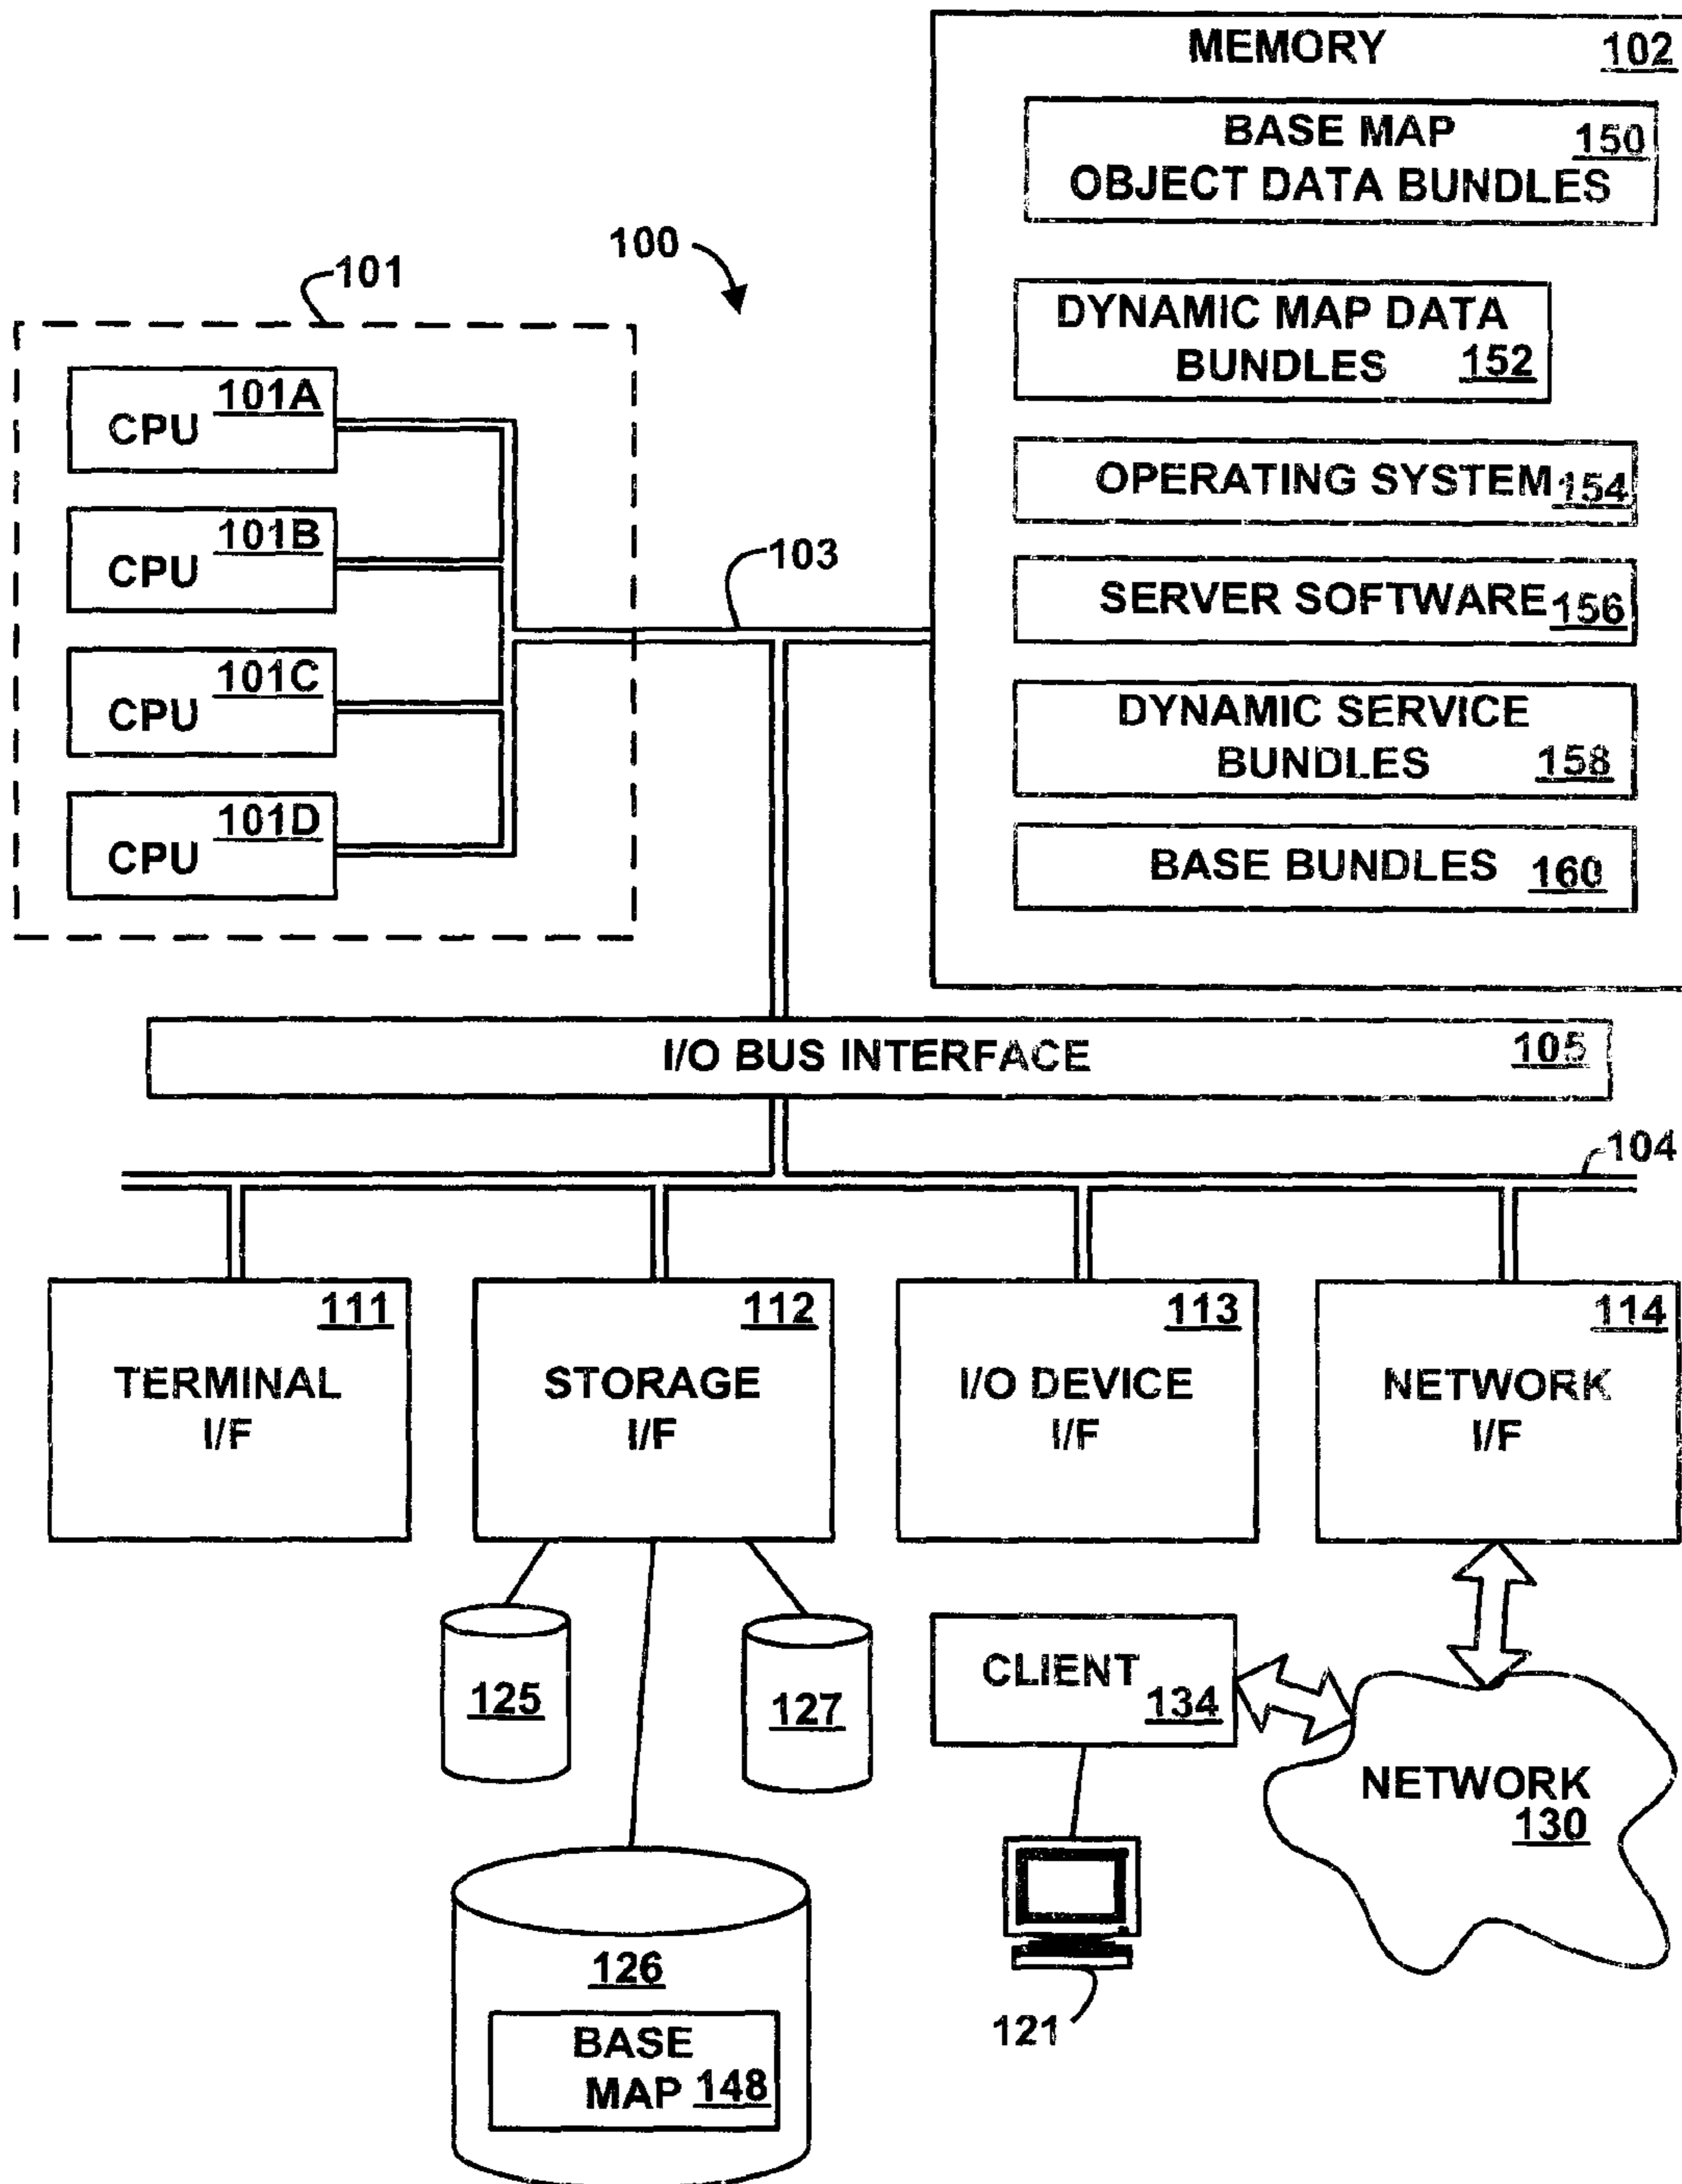 MEMORY 102
BASE MAP 150
OBJECT DATA BUNDLES
DYNAMIC MAP DATA
BUNDLES 152
OPERATING SYSTEM 154
SERVER SOFTWARE 156
DYNAMIC SERVICE
BUNDLES 158
BASE BUNDLES 160
100
101
101A
CPU
101B
CPU
101C
CPU
101D
CPU
103
I/O BUS INTERFACE 105
104
111
TERMINAL
I/F
112
STORAGE
I/F
113
I/O DEVICE
I/F
114
NETWORK
I/F
125
127
CLIENT
134
NETWORK
130
126
BASE
MAP 148
121